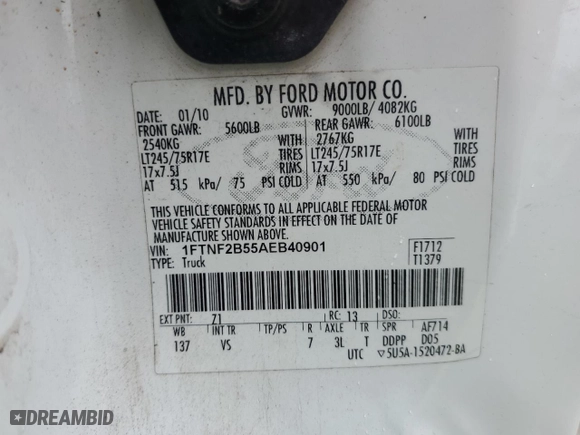 MFD. BY FORD MOTOR CO.
DATE: 01/10 GVWR: 9000LB/ 4082KG
FRONT GAWR: 5600LB REAR GAWR: 6100LB
2540KG WITH 2767KG WITH
LT245/75R17E TIRES LT245/75R17E TIRES
17x7.5J RIMS 17x7.5J RIMS
AT 515 kPa/ 75 PSI COLD AT 550 kPa/ 80 PSI COLD
THIS VEHICLE CONFORMS TO ALL APPLICABLE FEDERAL MOTOR
VEHICLE SAFETY STANDARDS IN EFFECT ON THE DATE OF
MANUFACTURE SHOWN ABOVE.
VIN: 1FTNF2B55AEB40901 F1712
TYPE: Truck T1379
EXT PNT: 71 RC: 13 DSO:
WB INT TR TP/PS R AXLE TR SPR AF714
137 VS 7 3L T DDPP D05
UTC ▽5U5A-1520472-BA
DREAMBID